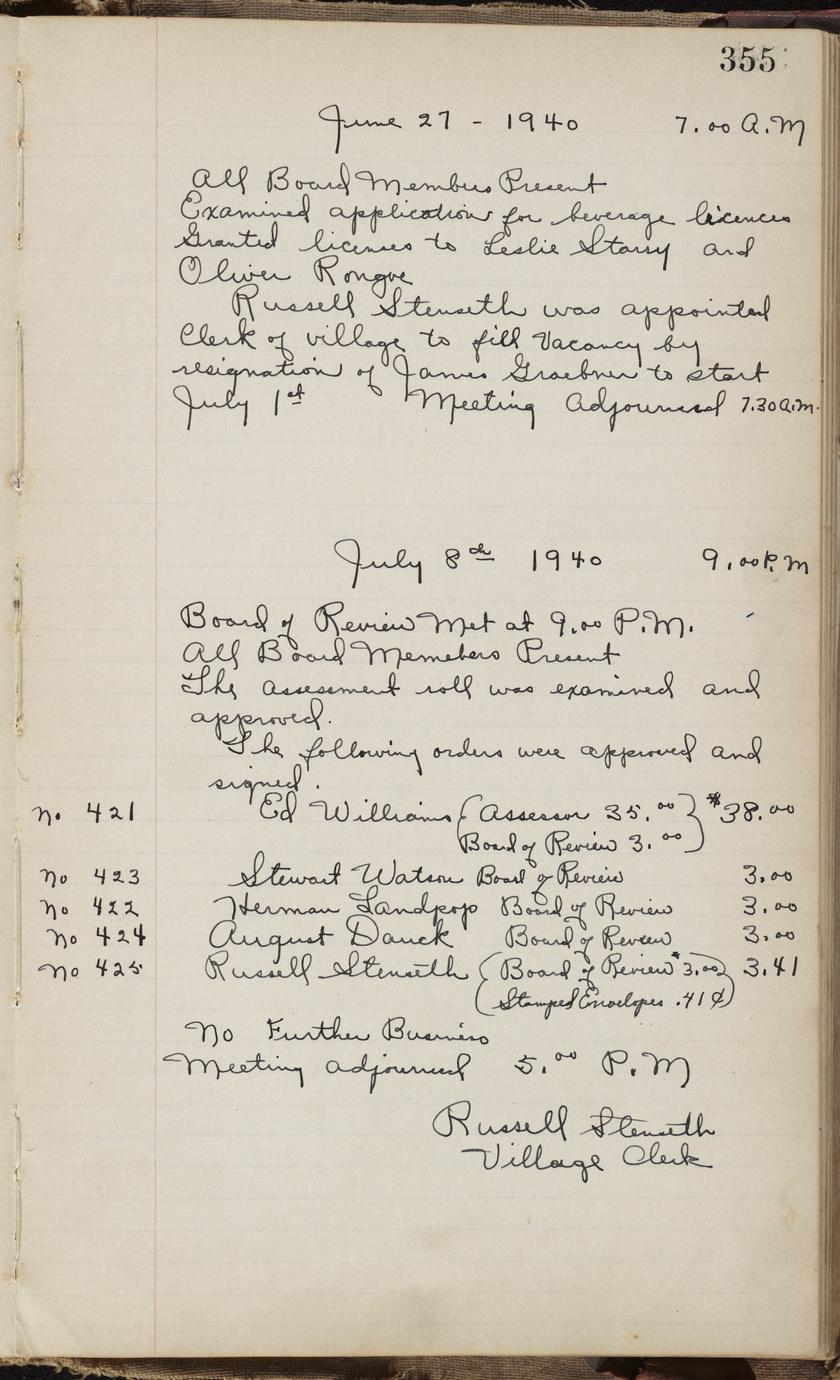 355
June 27 - 1940 7.00 A.M
All Board Members Present
Examined application for beverage licences
Granted licenses to Leslie Starry and
Oliver Rongve
Russell Stenseth was appointed
Clerk of village to fill Vacancy by
resignation of James Graebner to start
July 1st Meeting Adjourned 7.30 a.m.
July 8th 1940 9.00 P.M
Board of Review Met at 9.00 P.M.
All Board Memebers Present
The assessment roll was examined and
approved.
The following orders were approved and
signed.
No 421 Ed Williams (Assessor 35.00) $38.00
Board of Review 3.00
No 423 Stewart Watson Board of Review 3.00
No 422 Herman Landpop Board of Review 3.00
No 424 August Dauck Board of Review 3.00
No 425 Russell Stenseth (Board of Review $3.00) 3.41
(Stamped Envelopes .41¢)
No Further Business
Meeting adjourned 5.00 P.M
Russell Stenseth
Village Clerk